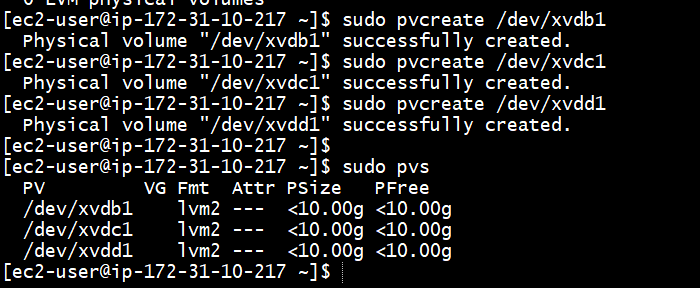 0 LVM physical volumes
[ec2-user@ip-172-31-10-217 ~]$ sudo pvcreate /dev/xvdb1
  Physical volume "/dev/xvdb1" successfully created.
[ec2-user@ip-172-31-10-217 ~]$ sudo pvcreate /dev/xvdc1
  Physical volume "/dev/xvdc1" successfully created.
[ec2-user@ip-172-31-10-217 ~]$ sudo pvcreate /dev/xvdd1
  Physical volume "/dev/xvdd1" successfully created.
[ec2-user@ip-172-31-10-217 ~]$
[ec2-user@ip-172-31-10-217 ~]$ sudo pvs
  PV         VG Fmt  Attr PSize   PFree
  /dev/xvdb1    lvm2 ---  <10.00g <10.00g
  /dev/xvdc1    lvm2 ---  <10.00g <10.00g
  /dev/xvdd1    lvm2 ---  <10.00g <10.00g
[ec2-user@ip-172-31-10-217 ~]$